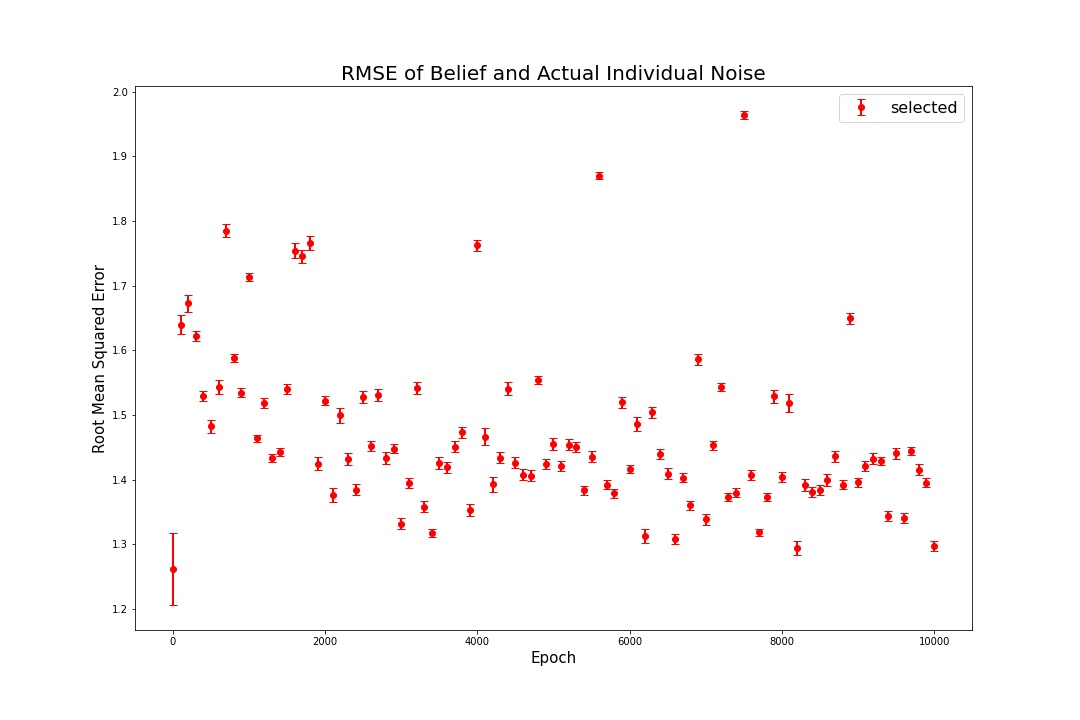 RMSE of Belief and Actual Individual Noise
selected
Root Mean Squared Error
2.0
1.9
1.8
1.7
1.6
1.5
1.4
1.3
1.2
0 2000 4000 6000 8000 10000
Epoch